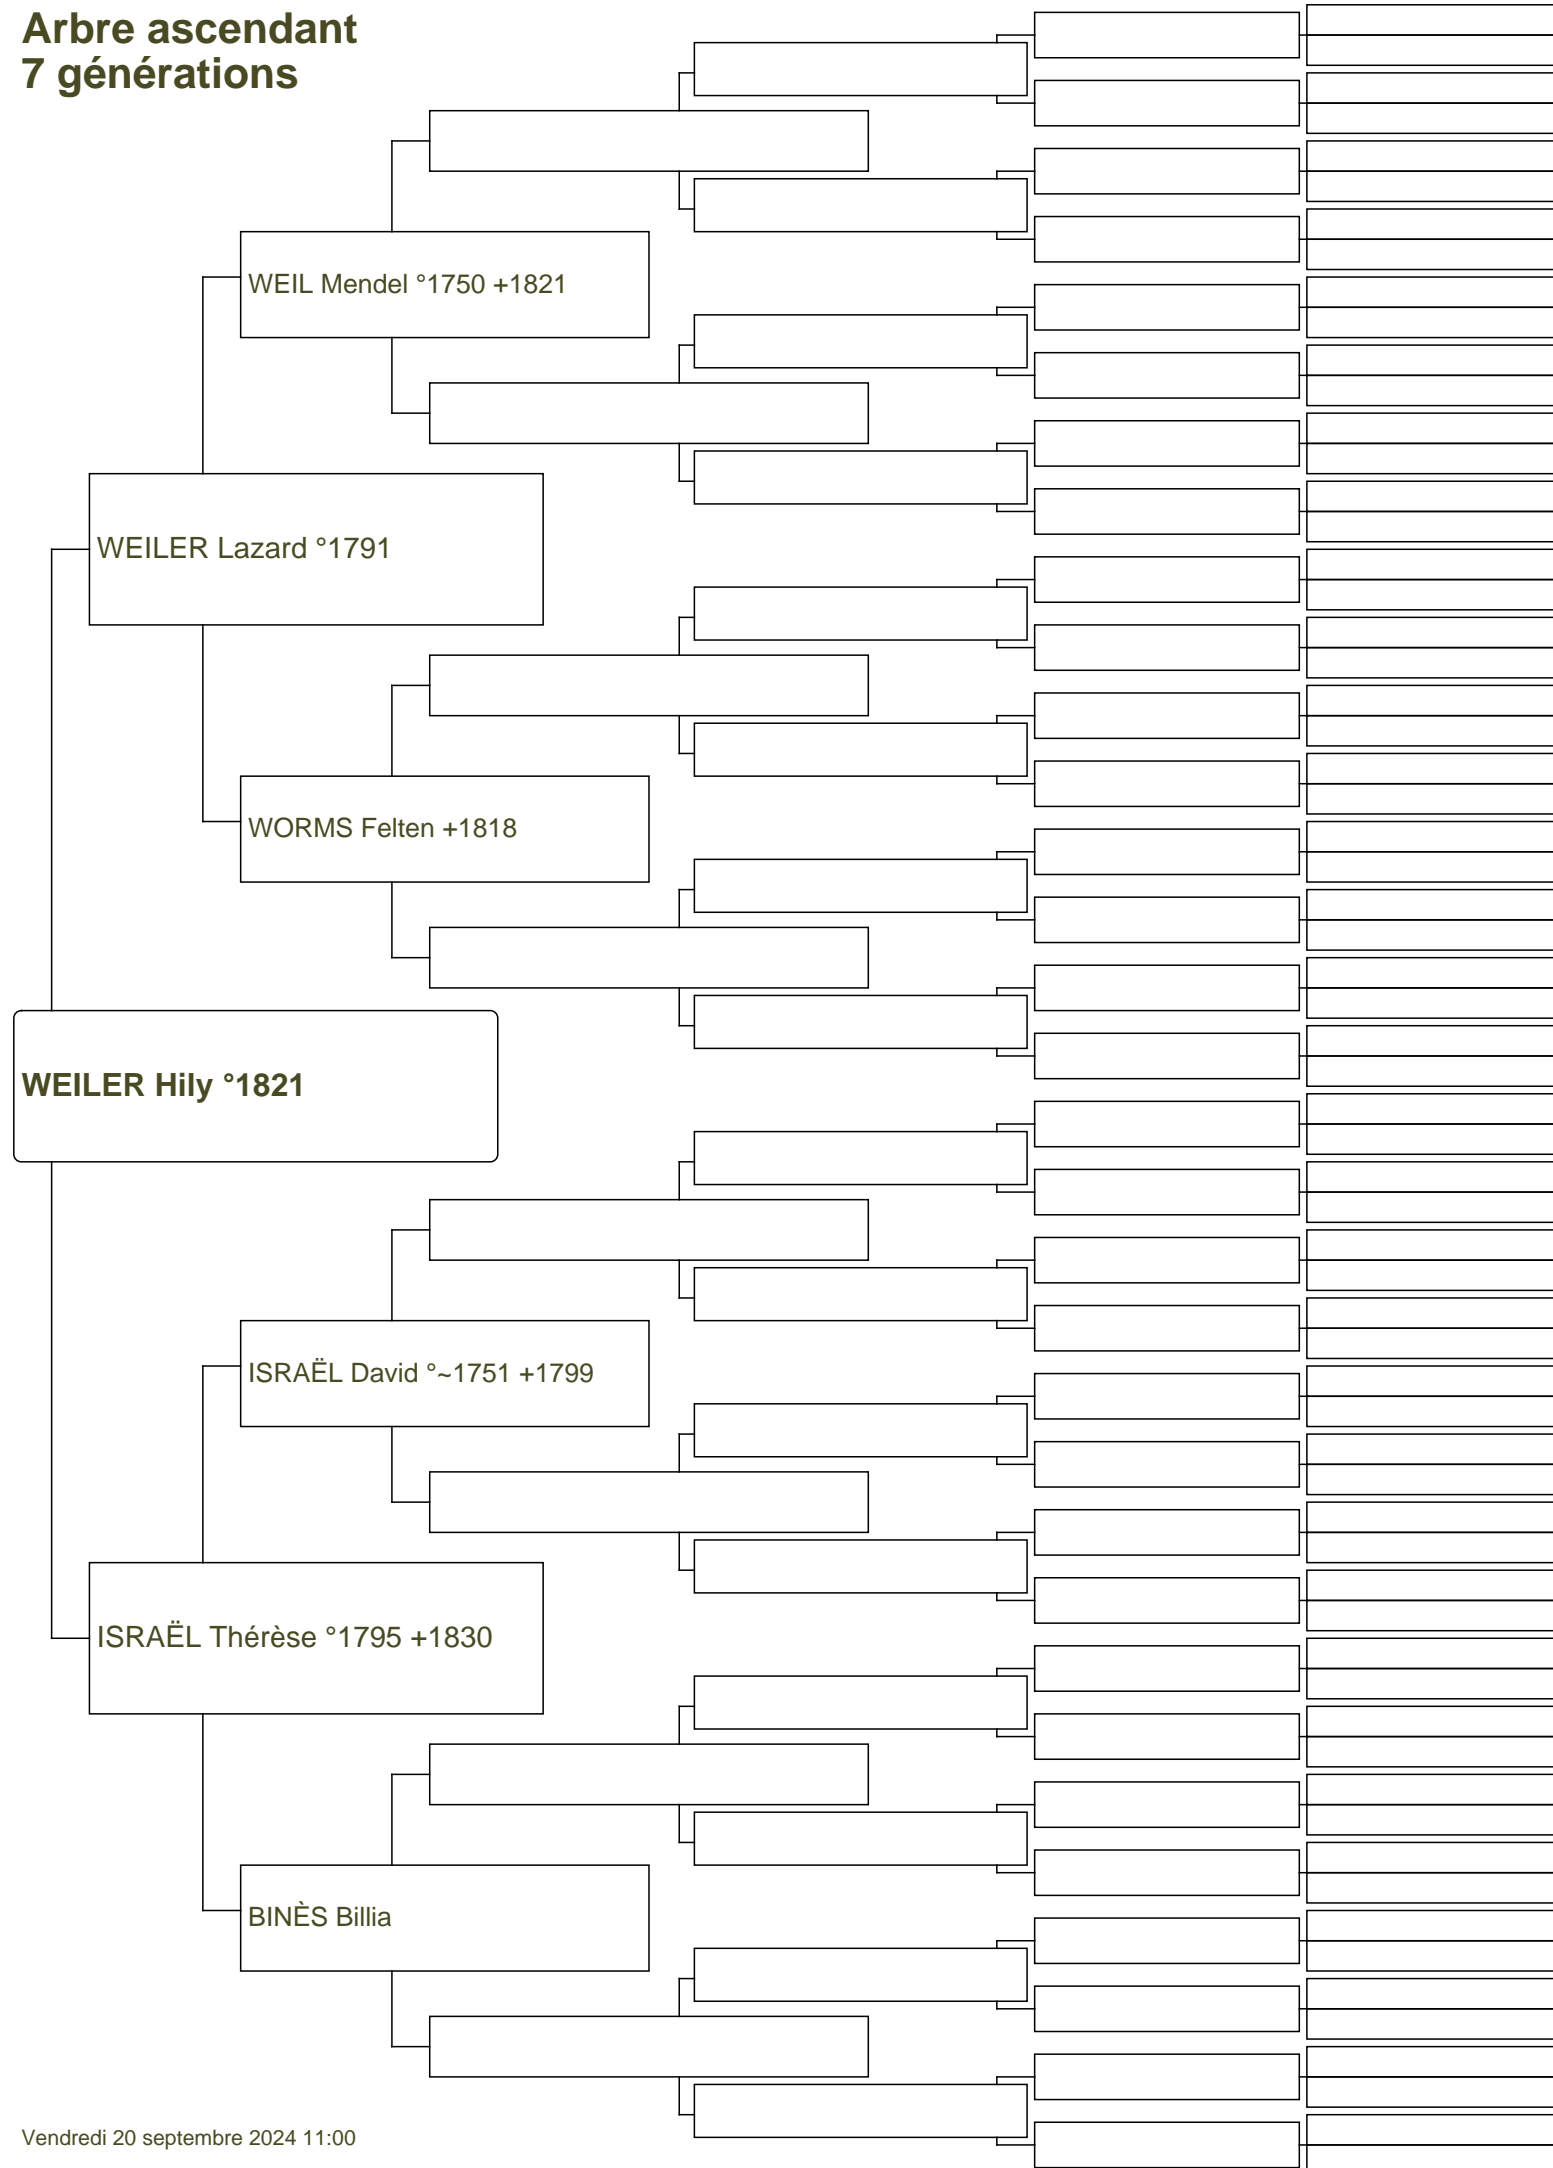 Arbre ascendant
7 générations
WEIL Mendel °1750 +1821
WEILER Lazard °1791
WORMS Felten +1818
WEILER Hily °1821
ISRAËL David °~1751 +1799
ISRAËL Thérèse °1795 +1830
BINÈS Billia
Vendredi 20 septembre 2024 11:00